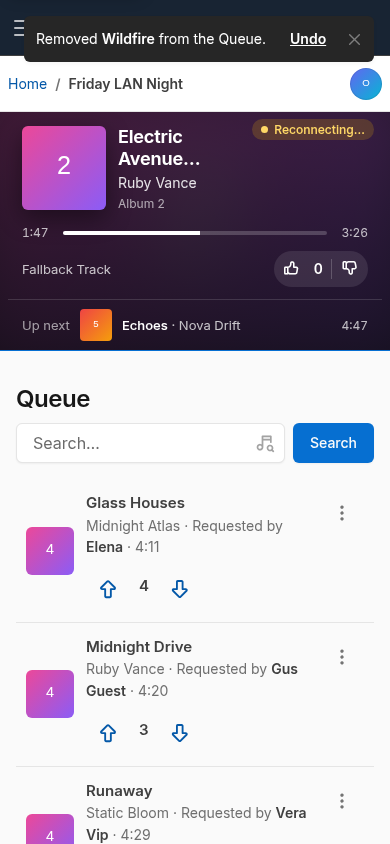 Removed Wildfire from the Queue. Undo
Home / Friday LAN Night
O
Reconnecting...
2
Electric
Avenue...
Ruby Vance
Album 2
1:47
3:26
Fallback Track
0
Up next
5
Echoes · Nova Drift
4:47
Queue
Search...
Search
4
Glass Houses
Midnight Atlas · Requested by
Elena · 4:11
4
4
Midnight Drive
Ruby Vance · Requested by Gus
Guest · 4:20
3
4
Runaway
Static Bloom · Requested by Vera
Vip · 4:29